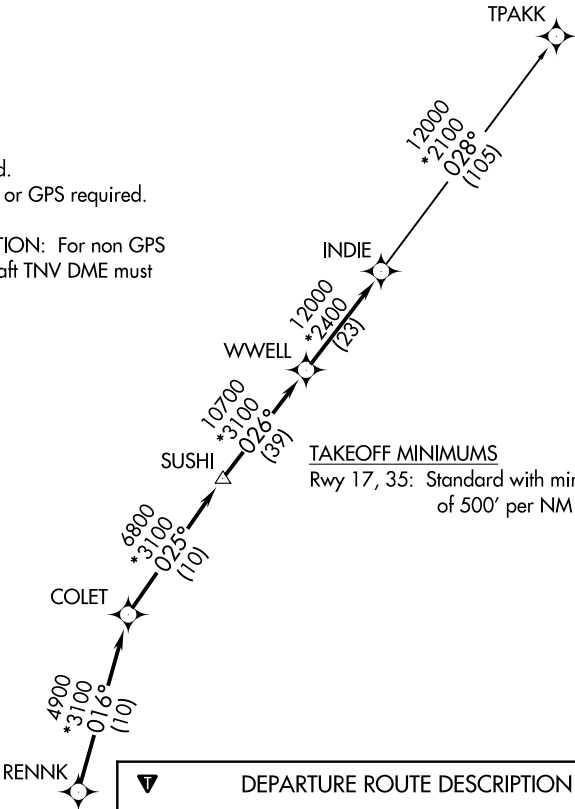 TPAKK
d.
or GPS required.
TION: For non GPS
aft TNV DME must
12000
*2100
028°
(105)
INDIE
12000
*2400
(23)
WWELL
10700
*3100
026°
(39)
SUSHI
TAKEOFF MINIMUMS
Rwy 17, 35: Standard with min
of 500' per NM
6800
*3100
025°
(10)
COLET
4900
*3100
016°
(10)
RENNK
T
DEPARTURE ROUTE DESCRIPTION